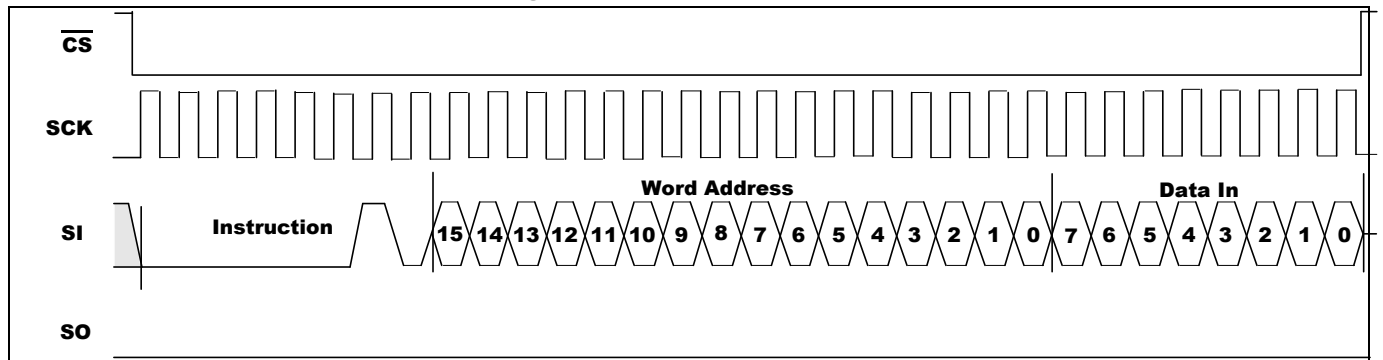 CS
SCK
Word Address
Data In
SI
Instruction
15 14 13 12 11 10 9 8 7 6 5 4 3 2 1 0 7 6 5 4 3 2 1 0
SO